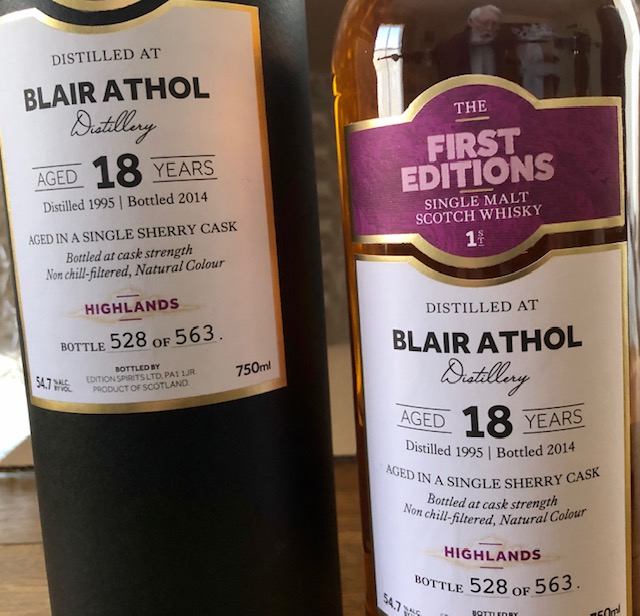 DISTILLED AT
BLAIR ATHOL
Distillery
AGED 18 YEARS
Distilled 1995 | Bottled 2014
AGED IN A SINGLE SHERRY CASK
Bottled at cask strength
Non chill-filtered, Natural Colour
HIGHLANDS
BOTTLE 528 OF 563.
54.7 %ALC. BY VOL.
BOTTLED BY
EDITION SPIRITS LTD, PA1 1JR.
PRODUCT OF SCOTLAND.
750ml
THE
FIRST
EDITIONS
SINGLE MALT
SCOTCH WHISKY
1ST
DISTILLED AT
BLAIR ATHOL
Distillery
AGED 18 YEARS
Distilled 1995 | Bottled 2014
AGED IN A SINGLE SHERRY CASK
Bottled at cask strength
Non chill-filtered, Natural Colour
HIGHLANDS
BOTTLE 528 OF 563.
54.7 %ALC.
BOTTLED BY
750ml